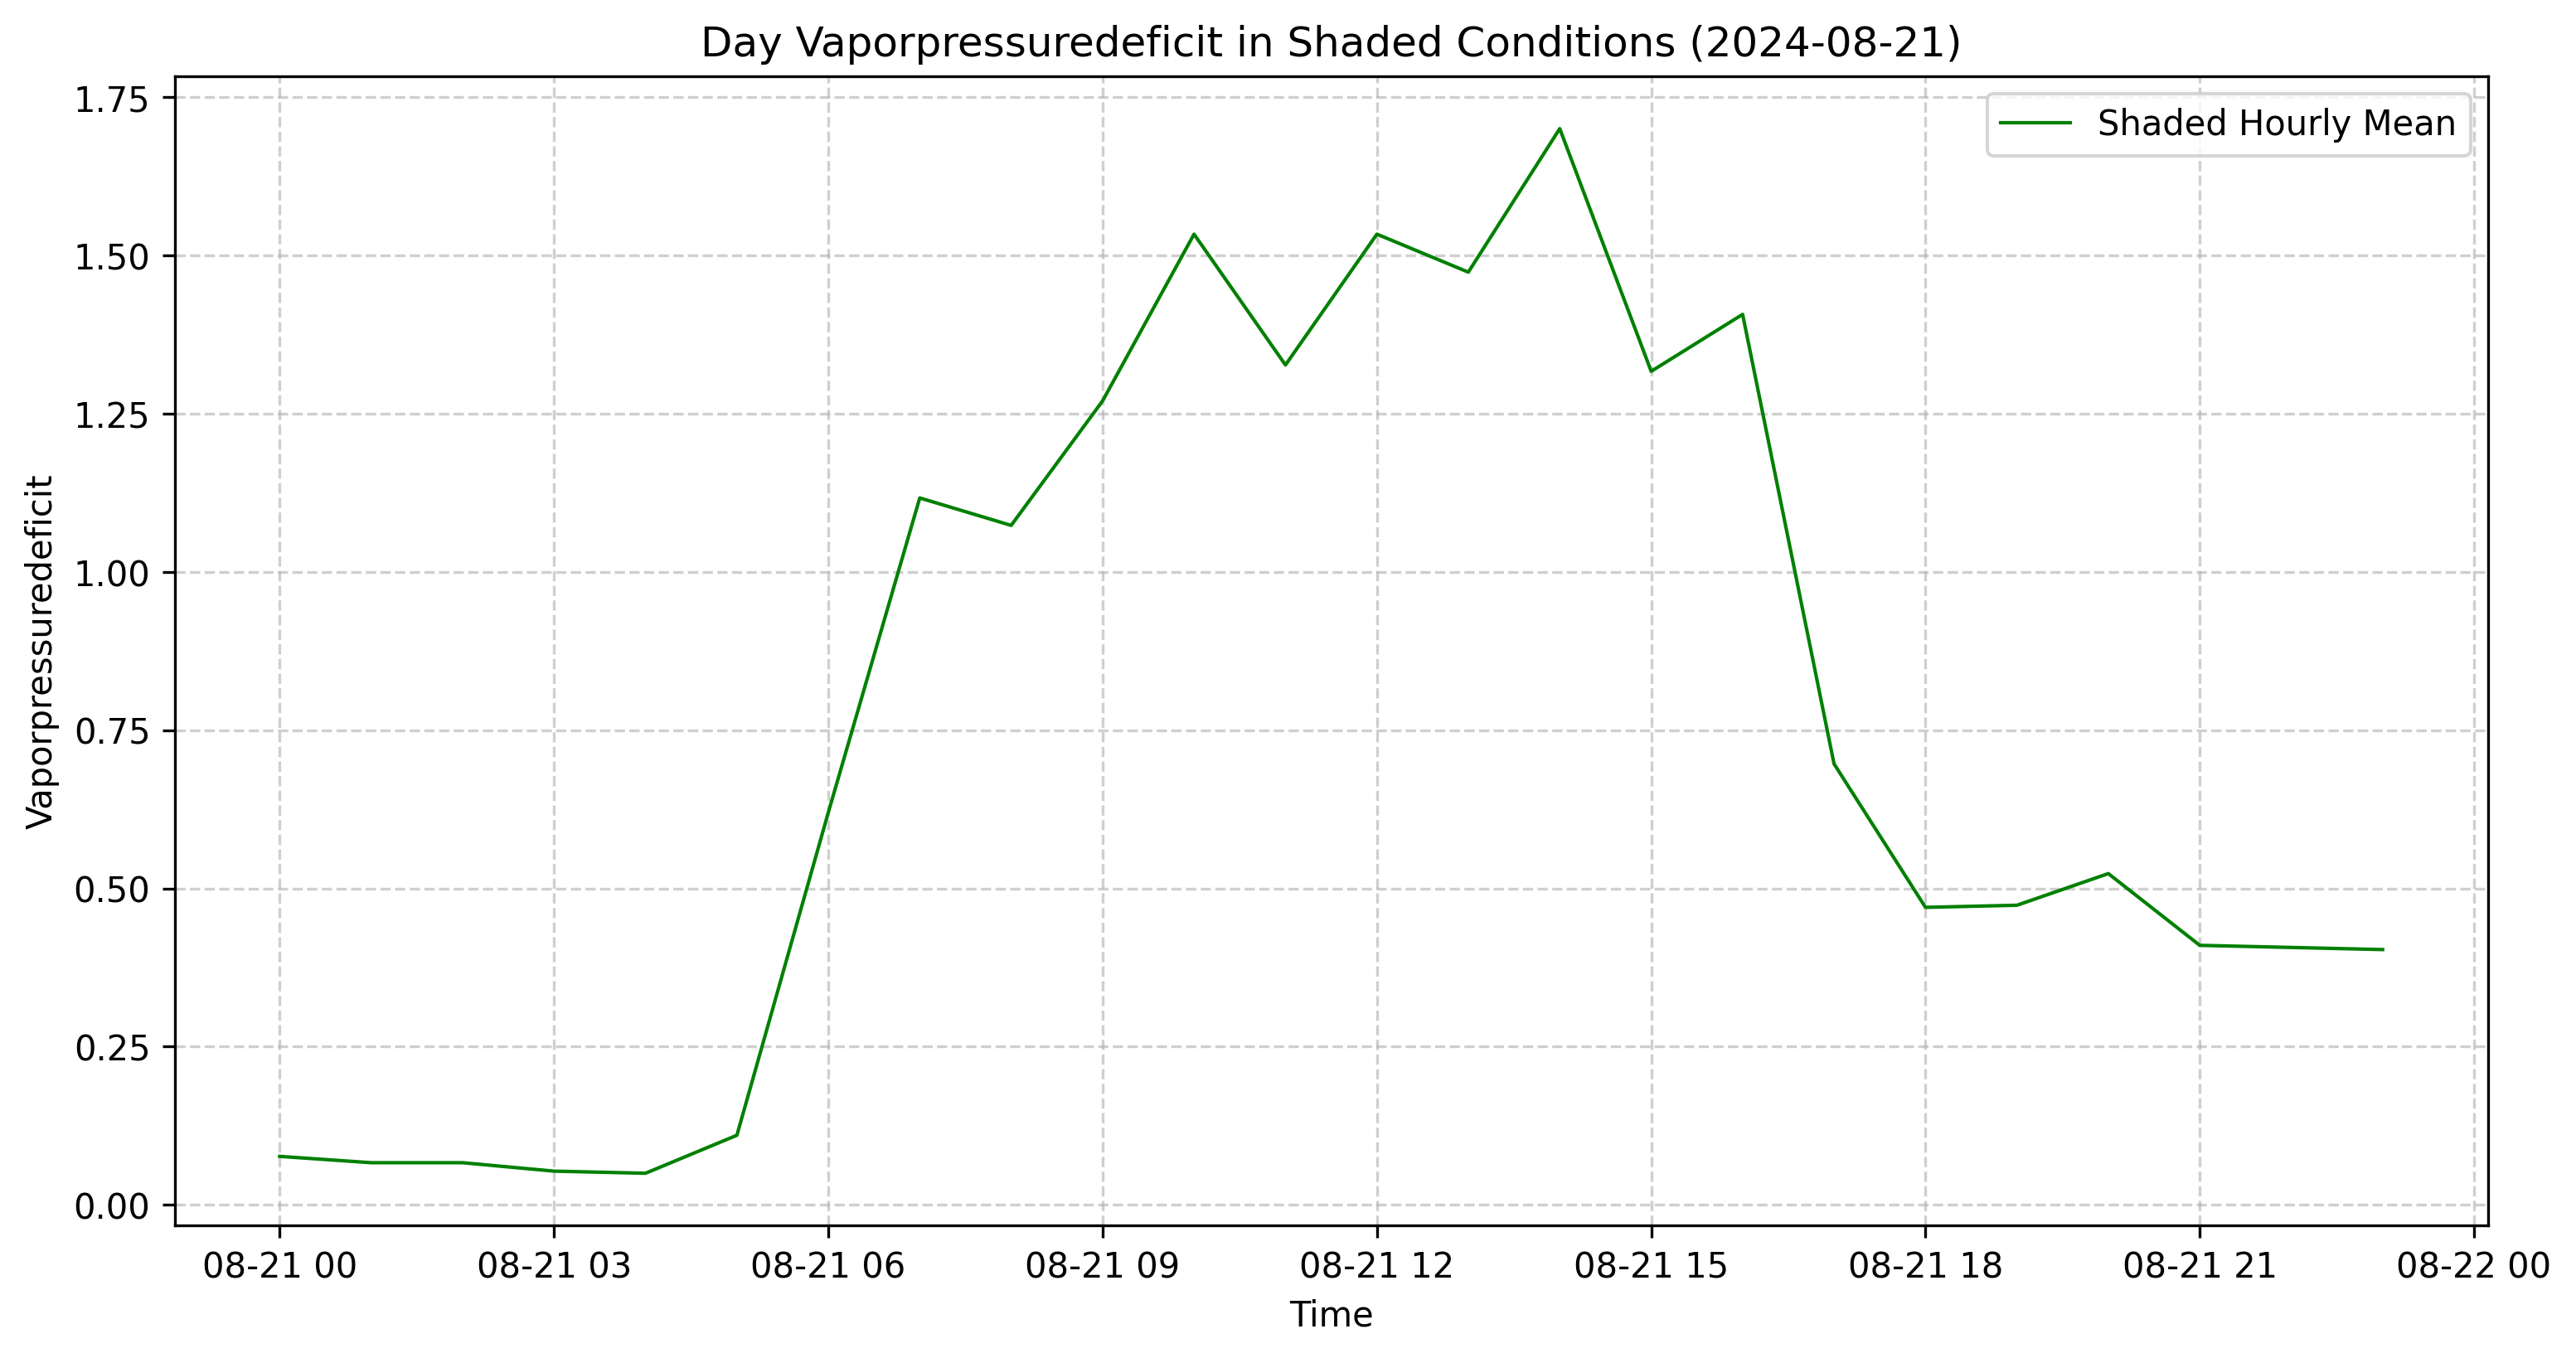 Day Vaporpressuredeficit in Shaded Conditions (2024-08-21)
Shaded Hourly Mean
Vaporpressuredeficit
1.75
1.50
1.25
1.00
0.75
0.50
0.25
0.00
08-21 00 08-21 03 08-21 06 08-21 09 08-21 12 08-21 15 08-21 18 08-21 21 08-22 00
Time